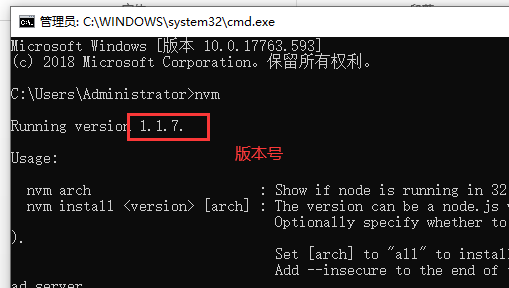 管理员: C:\WINDOWS\system32\cmd.exe
Microsoft Windows [版本 10.0.17763.593]
(c) 2018 Microsoft Corporation。保留所有权利。
C:\Users\Administrator>nvm
Running version 1.1.7.
版本号
Usage:
nvm arch : Show if node is running in 32
nvm install <version> [arch] : The version can be a node.js v
Optionally specify whether to
).
Set [arch] to "all" to instal
Add --insecure to the end of
ad server